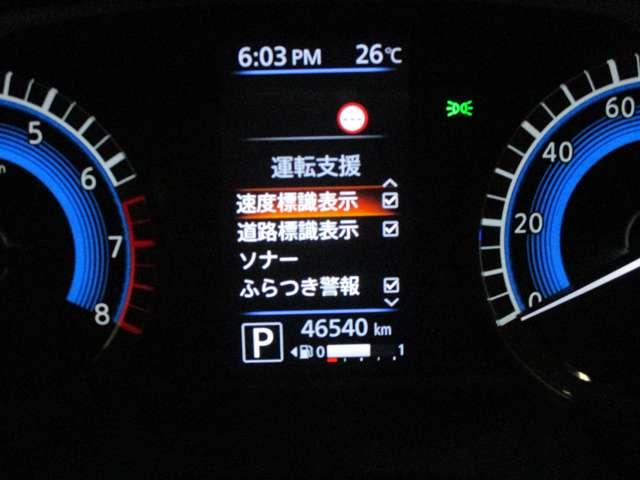 6:03 PM 26℃
運転支援
速度標識表示
道路標識表示
ソナー
ふらつき警報
P 46540 km
0 1
5
6
7
8
60
40
20
0